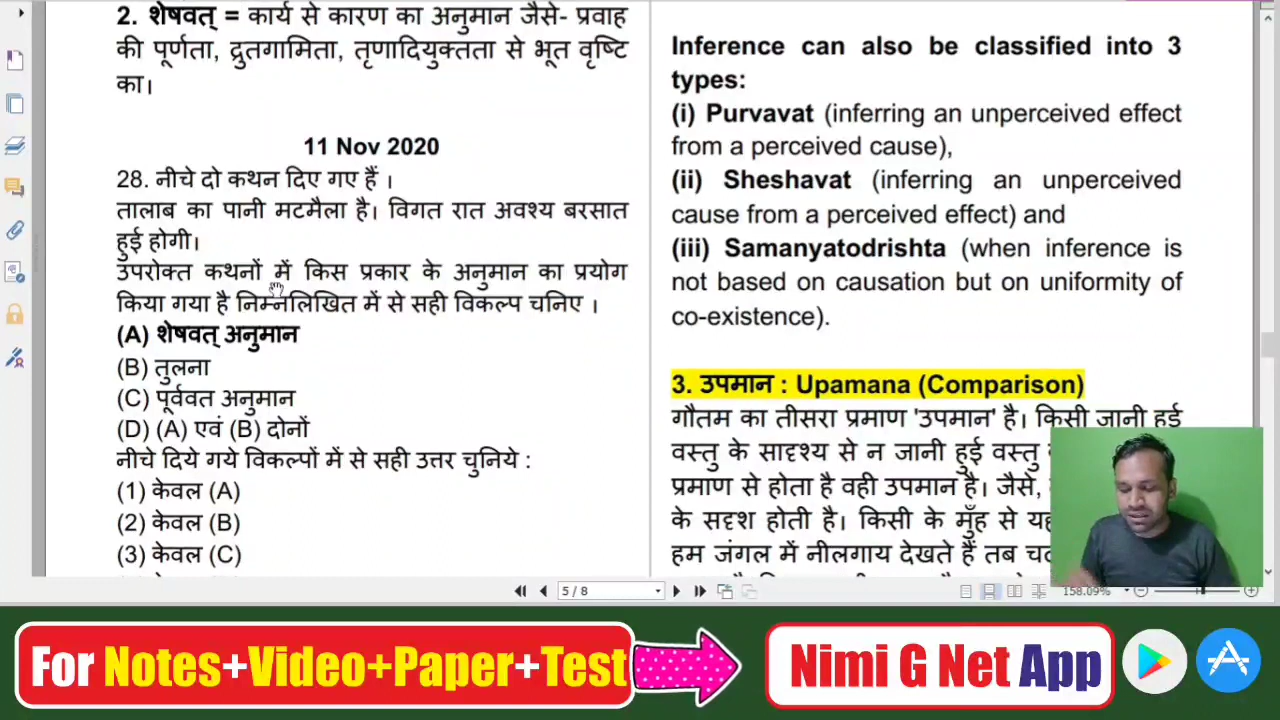 2. शेषवत् = कार्य से कारण का अनुमान जैसे- प्रवाह
की पूर्णता, द्रुतगामिता, तृणादियुक्तता से भूत वृष्टि
का।
11 Nov 2020
28. नीचे दो कथन दिए गए हैं ।
तालाब का पानी मटमैला है। विगत रात अवश्य बरसात
हुई होगी।
उपरोक्त कथनों में किस प्रकार के अनुमान का प्रयोग
किया गया है निम्नलिखित में से सही विकल्प चनिए ।
(A) शेषवत् अनुमान
(B) तुलना
(C) पूर्ववत अनुमान
(D) (A) एवं (B) दोनों
नीचे दिये गये विकल्पों में से सही उत्तर चुनिये :
(1) केवल (A)
(2) केवल (B)
(3) केवल (C)
Inference can also be classified into 3
types:
(i) Purvavat (inferring an unperceived effect
from a perceived cause),
(ii) Sheshavat (inferring an unperceived
cause from a perceived effect) and
(iii) Samanyatodrishta (when inference is
not based on causation but on uniformity of
co-existence).
3. उपमान : Upamana (Comparison)
गौतम का तीसरा प्रमाण 'उपमान' है। किसी जानी हुई
वस्तु के सादृश्य से न जानी हुई वस्तु
प्रमाण से होता है वही उपमान है। जैसे,
के सदृश होती है। किसी के मुँह से
हम जंगल में नीलगाय देखते हैं तब
5 / 8
158.09%
For Notes+Video+Paper+Test
Nimi G Net App